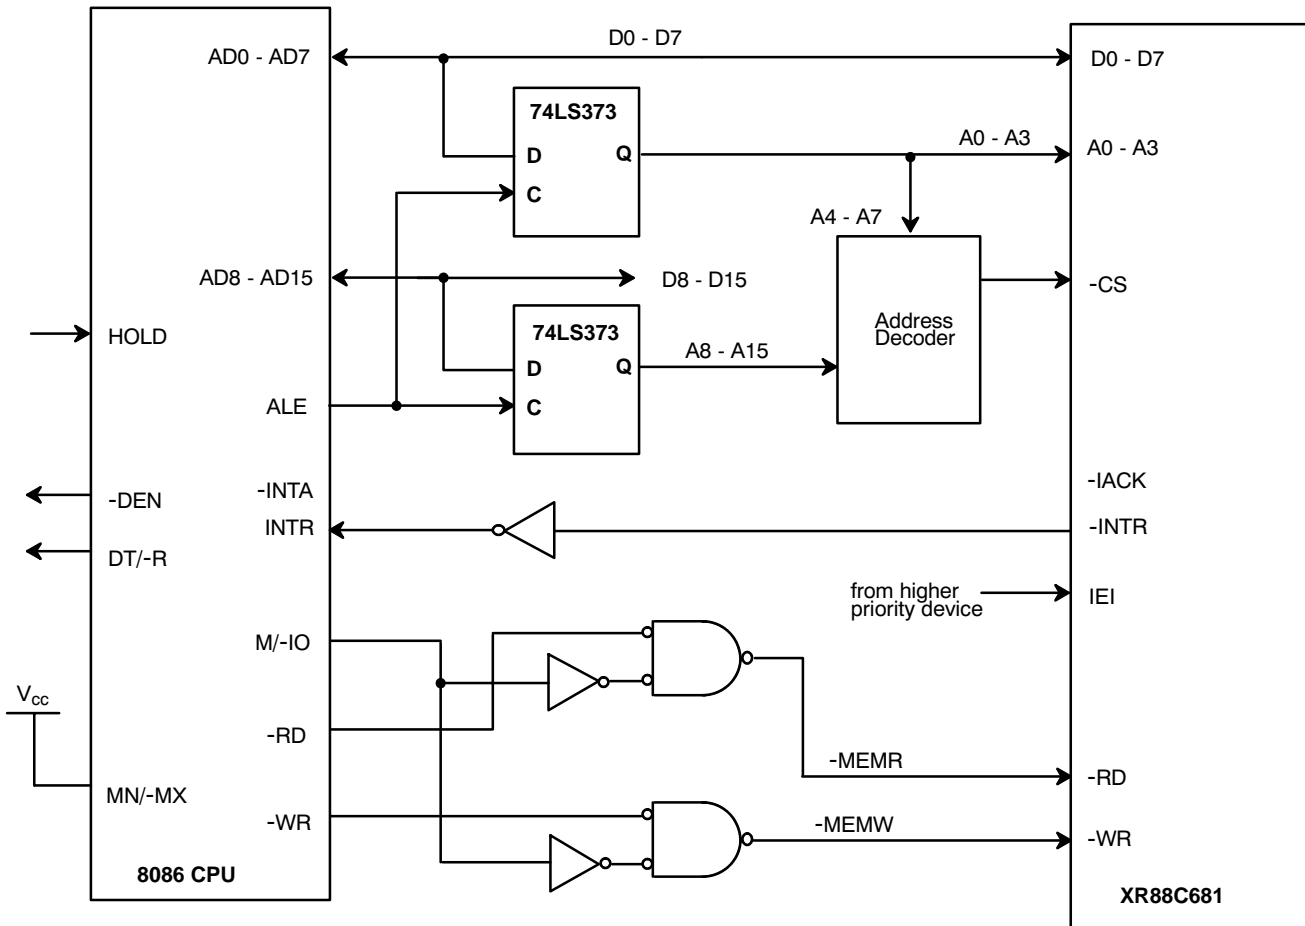 D0 - D7
AD0 - AD7
D0 - D7
74LS373
D
Q
C
A0 - A3
A0 - A3
A4 - A7
AD8 - AD15
D8 - D15
-CS
HOLD
74LS373
D
Q
C
A8 - A15
Address
Decoder
ALE
-DEN
-INTA
-IACK
INTR
-INTR
DT/-R
from higher
priority device
IEI
M/-IO
Vcc
-RD
-MEMR
-RD
MN/-MX
-WR
-MEMW
-WR
8086 CPU
XR88C681